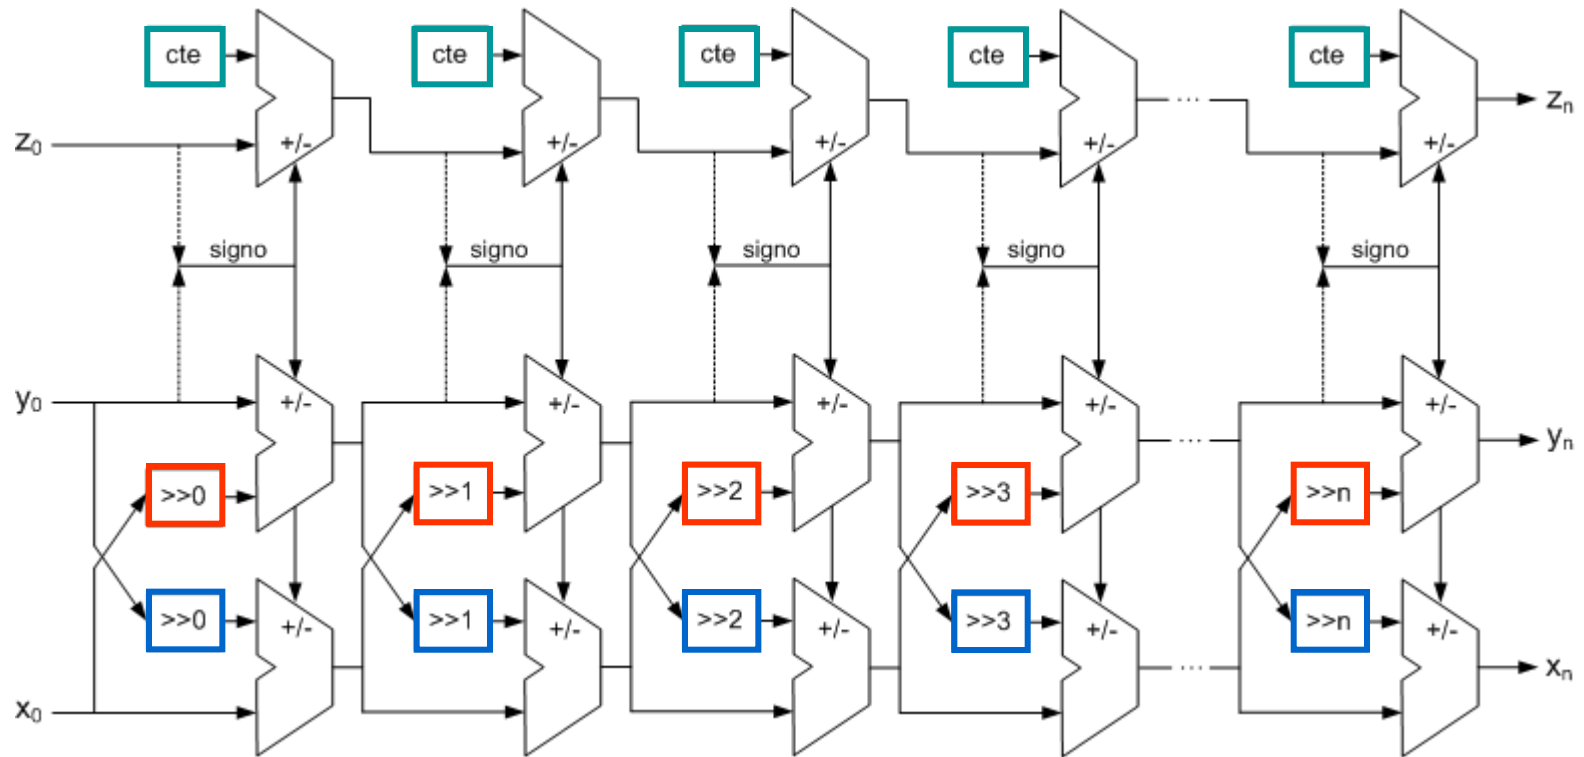 cte cte cte cte cte
z₀ +/- +/- +/- +/- ... +/- zₙ
signo signo signo signo signo
y₀ +/- +/- +/- +/- +/-
>>0 >>1 >>2 >>3 ... >>n yₙ
>>0 >>1 >>2 >>3 >>n
+/- +/- +/- +/- +/-
x₀ ... xₙ